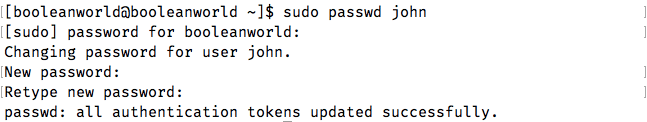 [booleanworld@booleanworld ~]$ sudo passwd john
[sudo] password for booleanworld:
Changing password for user john.
New password:
Retype new password:
passwd: all authentication tokens updated successfully.